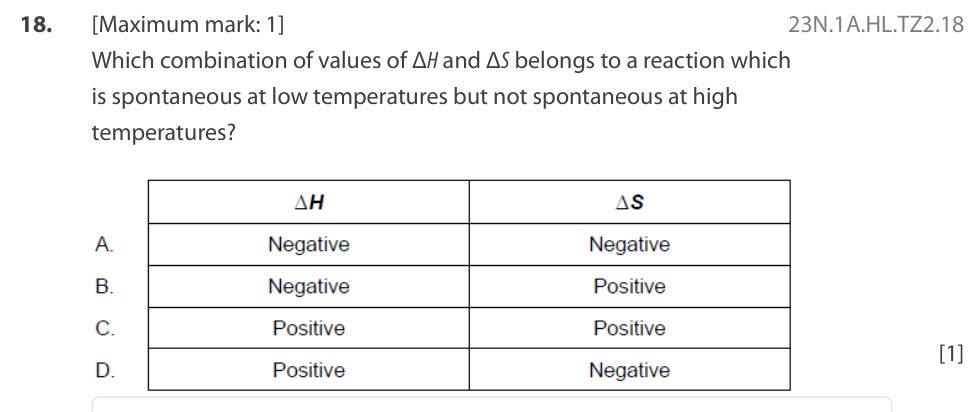 18. [Maximum mark: 1] 23N.1A.HL.TZ2.18
Which combination of values of ΔH and ΔS belongs to a reaction which
is spontaneous at low temperatures but not spontaneous at high
temperatures?
ΔH ΔS
A. Negative Negative
B. Negative Positive
C. Positive Positive
D. Positive Negative
[1]